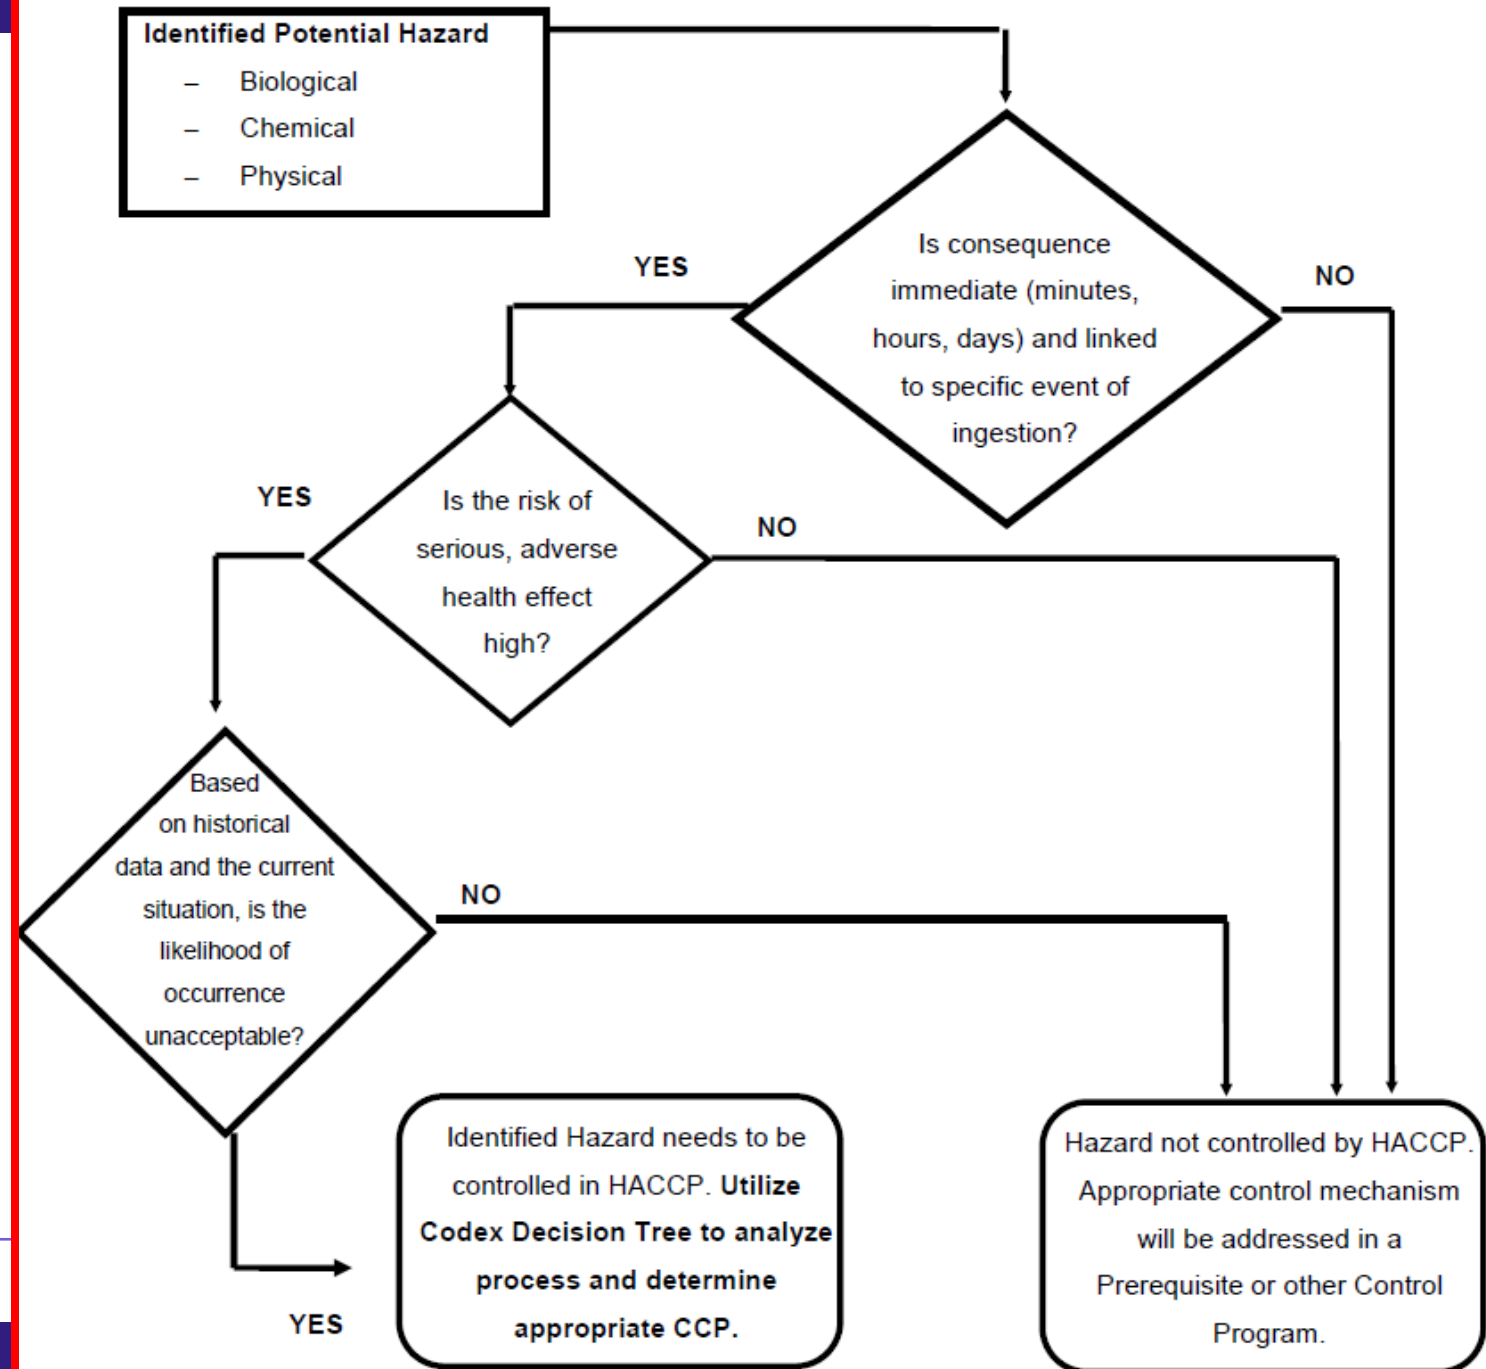 Identified Potential Hazard
– Biological
– Chemical
– Physical
Is consequence
immediate (minutes,
hours, days) and linked
to specific event of
ingestion?
YES
NO
Is the risk of
serious, adverse
health effect
high?
YES
NO
Based
on historical
data and the current
situation, is the
likelihood of
occurrence
unacceptable?
NO
YES
Identified Hazard needs to be
controlled in HACCP. Utilize
Codex Decision Tree to analyze
process and determine
appropriate CCP.
Hazard not controlled by HACCP.
Appropriate control mechanism
will be addressed in a
Prerequisite or other Control
Program.